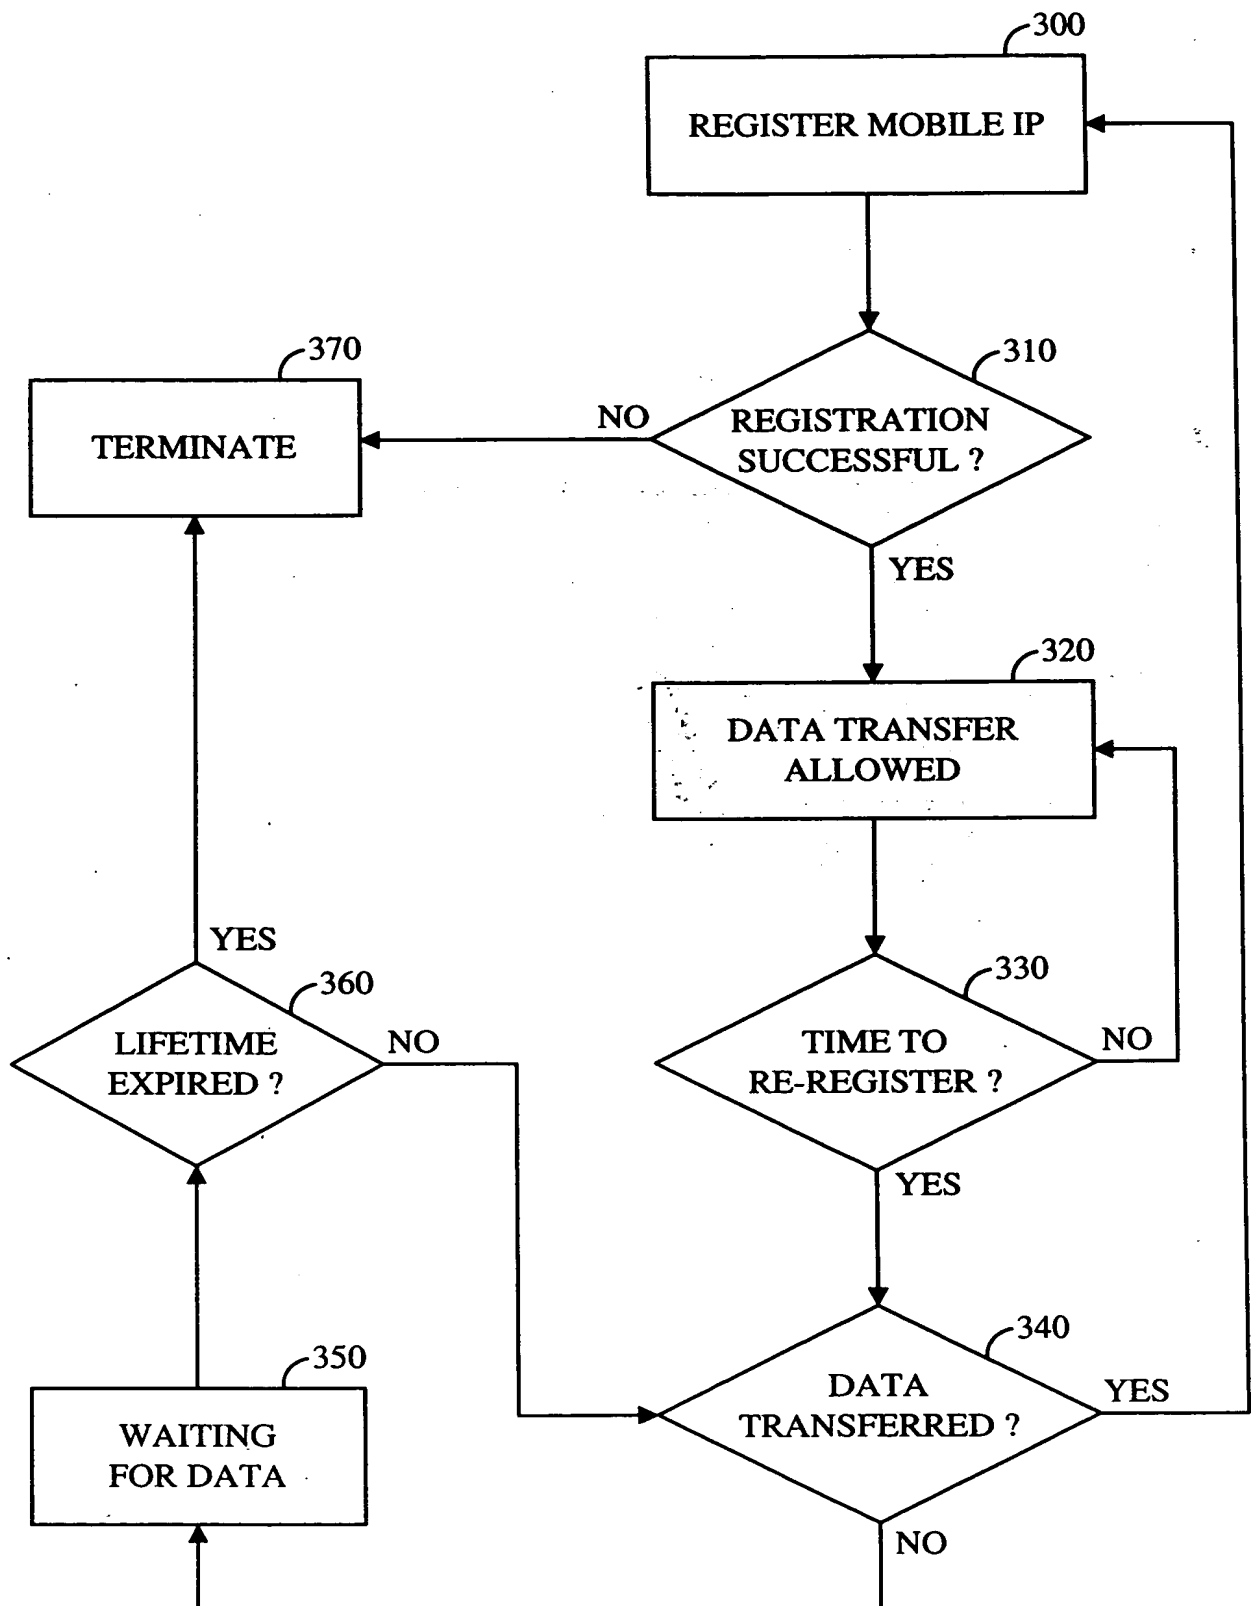 300
REGISTER MOBILE IP
370
TERMINATE
310
REGISTRATION
SUCCESSFUL ?
NO
YES
320
DATA TRANSFER
ALLOWED
YES
360
LIFETIME
EXPIRED ?
NO
330
TIME TO
RE-REGISTER ?
NO
YES
350
WAITING
FOR DATA
340
DATA
TRANSFERRED ?
YES
NO